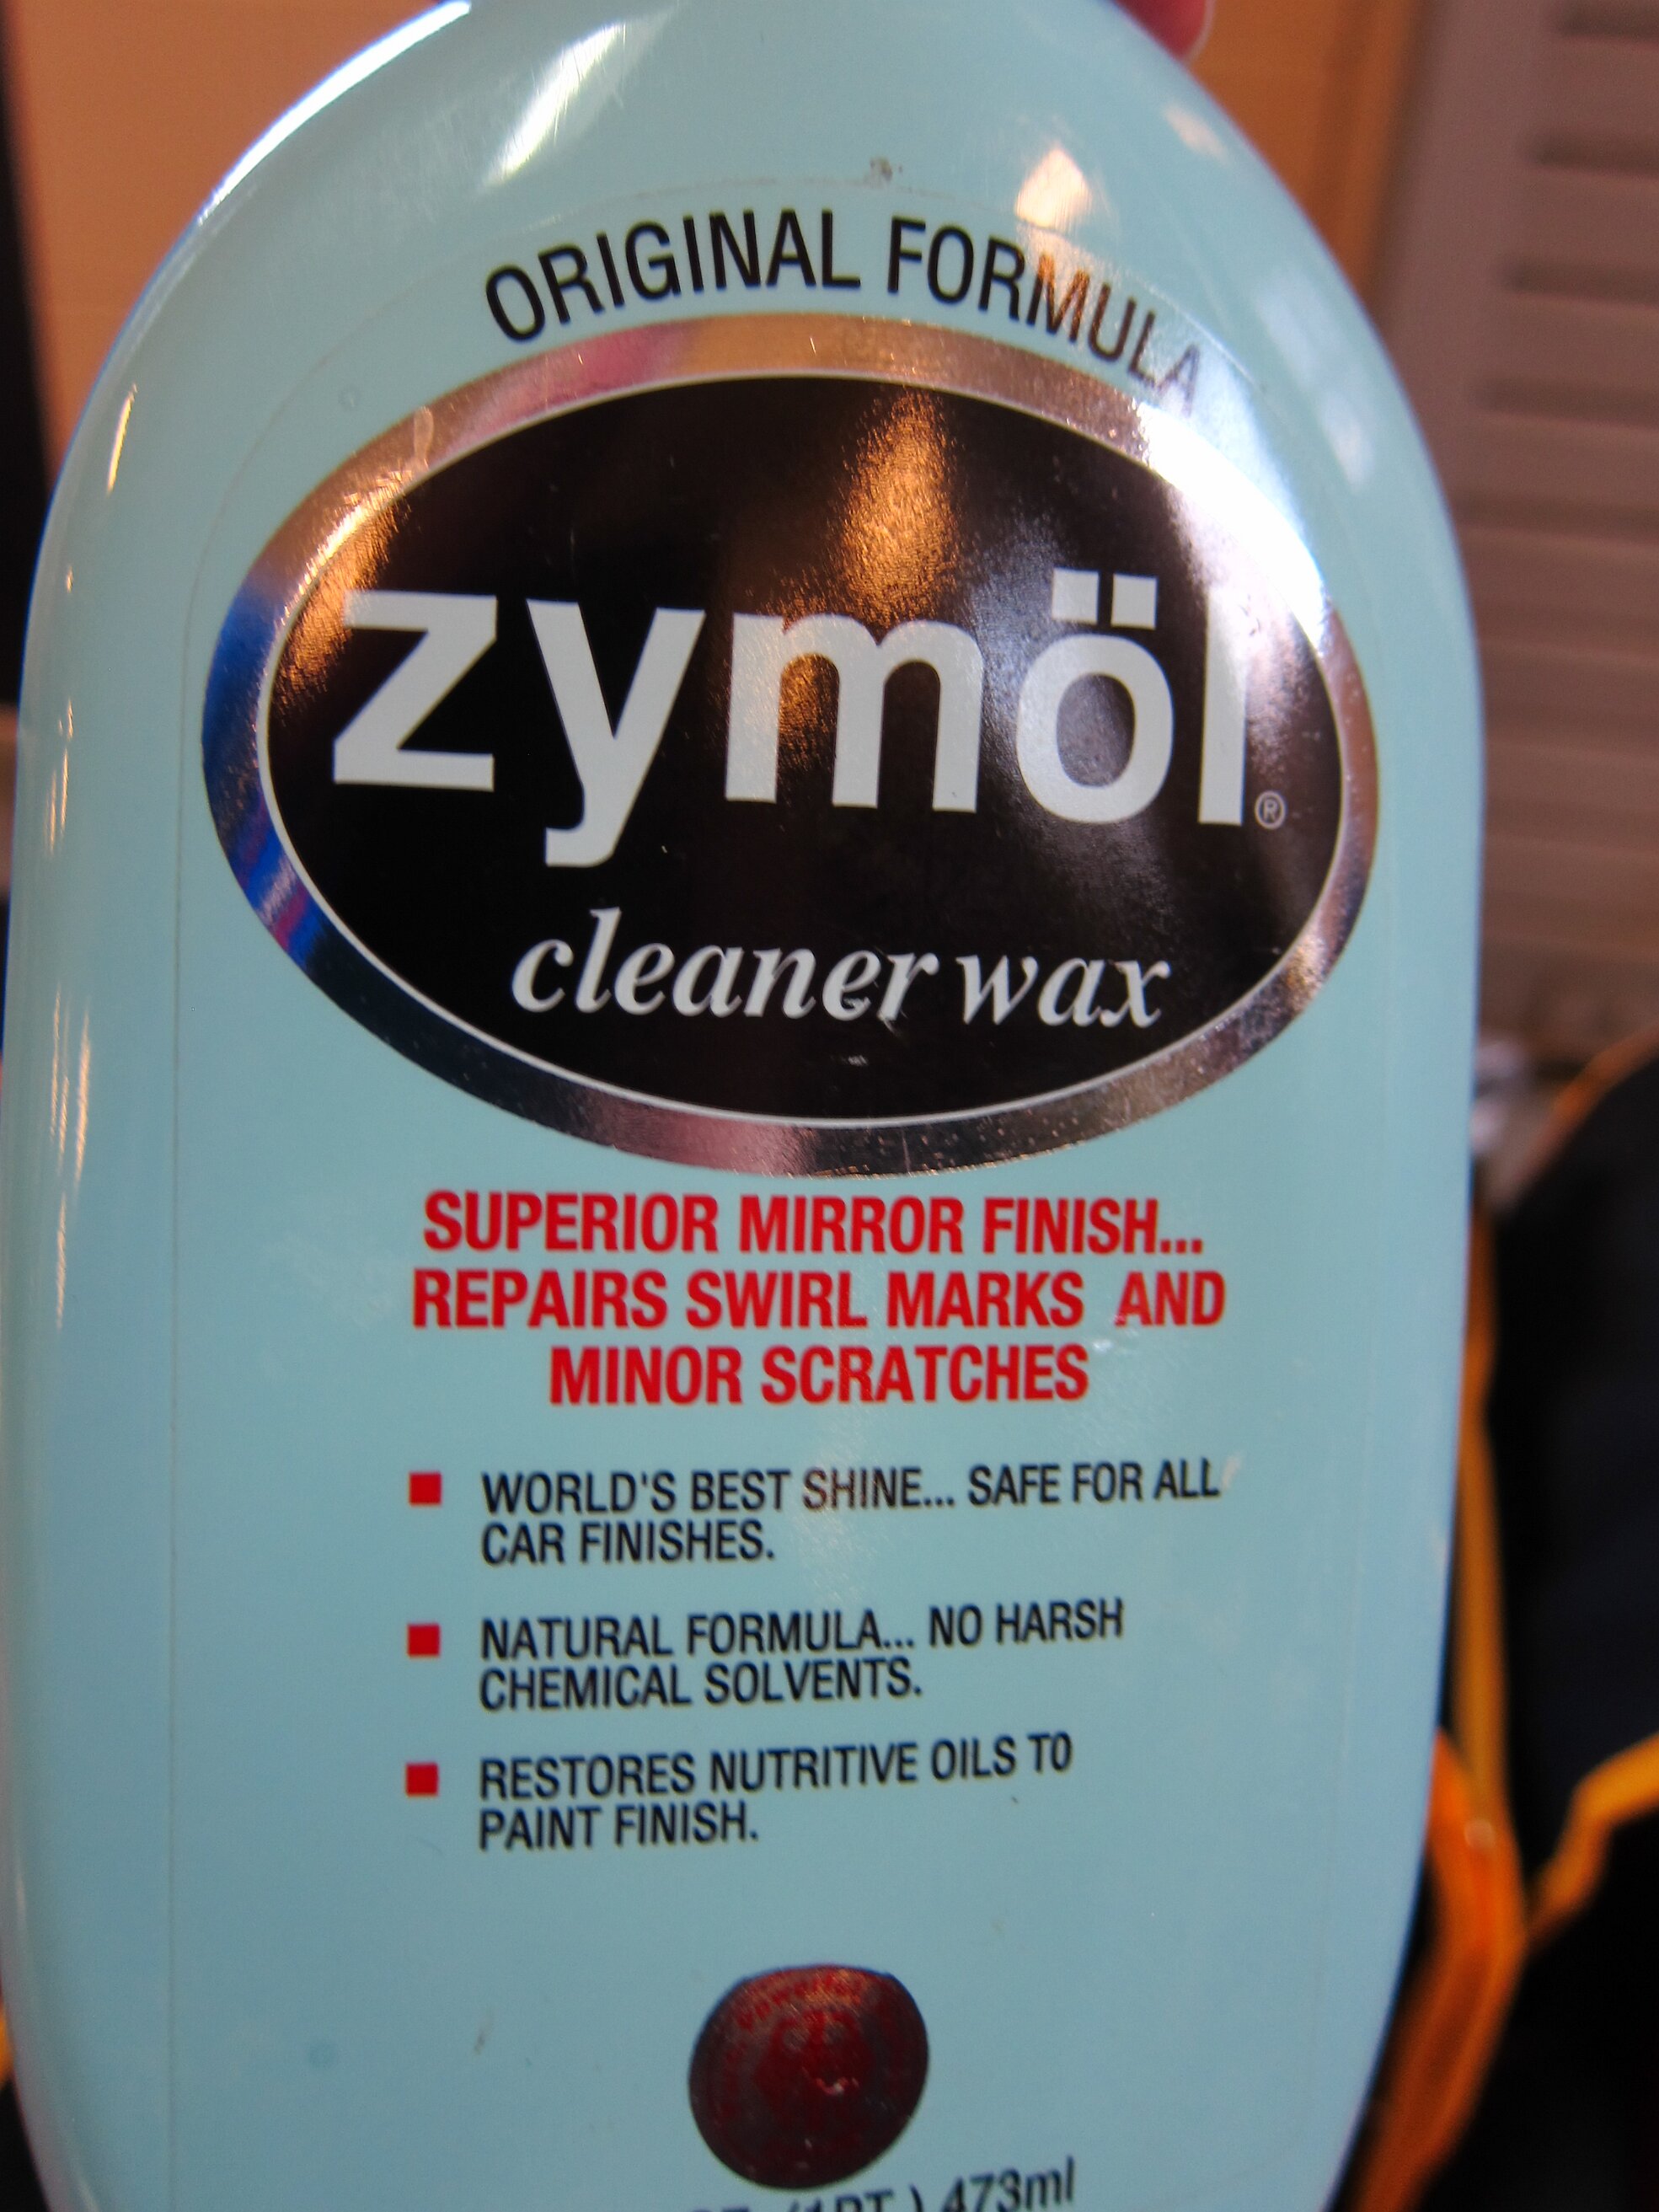 ORIGINAL FORMULA
zymöl®
cleaner wax
SUPERIOR MIRROR FINISH...
REPAIRS SWIRL MARKS AND
MINOR SCRATCHES
WORLD'S BEST SHINE... SAFE FOR ALL
CAR FINISHES.
NATURAL FORMULA... NO HARSH
CHEMICAL SOLVENTS.
RESTORES NUTRITIVE OILS TO
PAINT FINISH.
(1PT.) 473ml